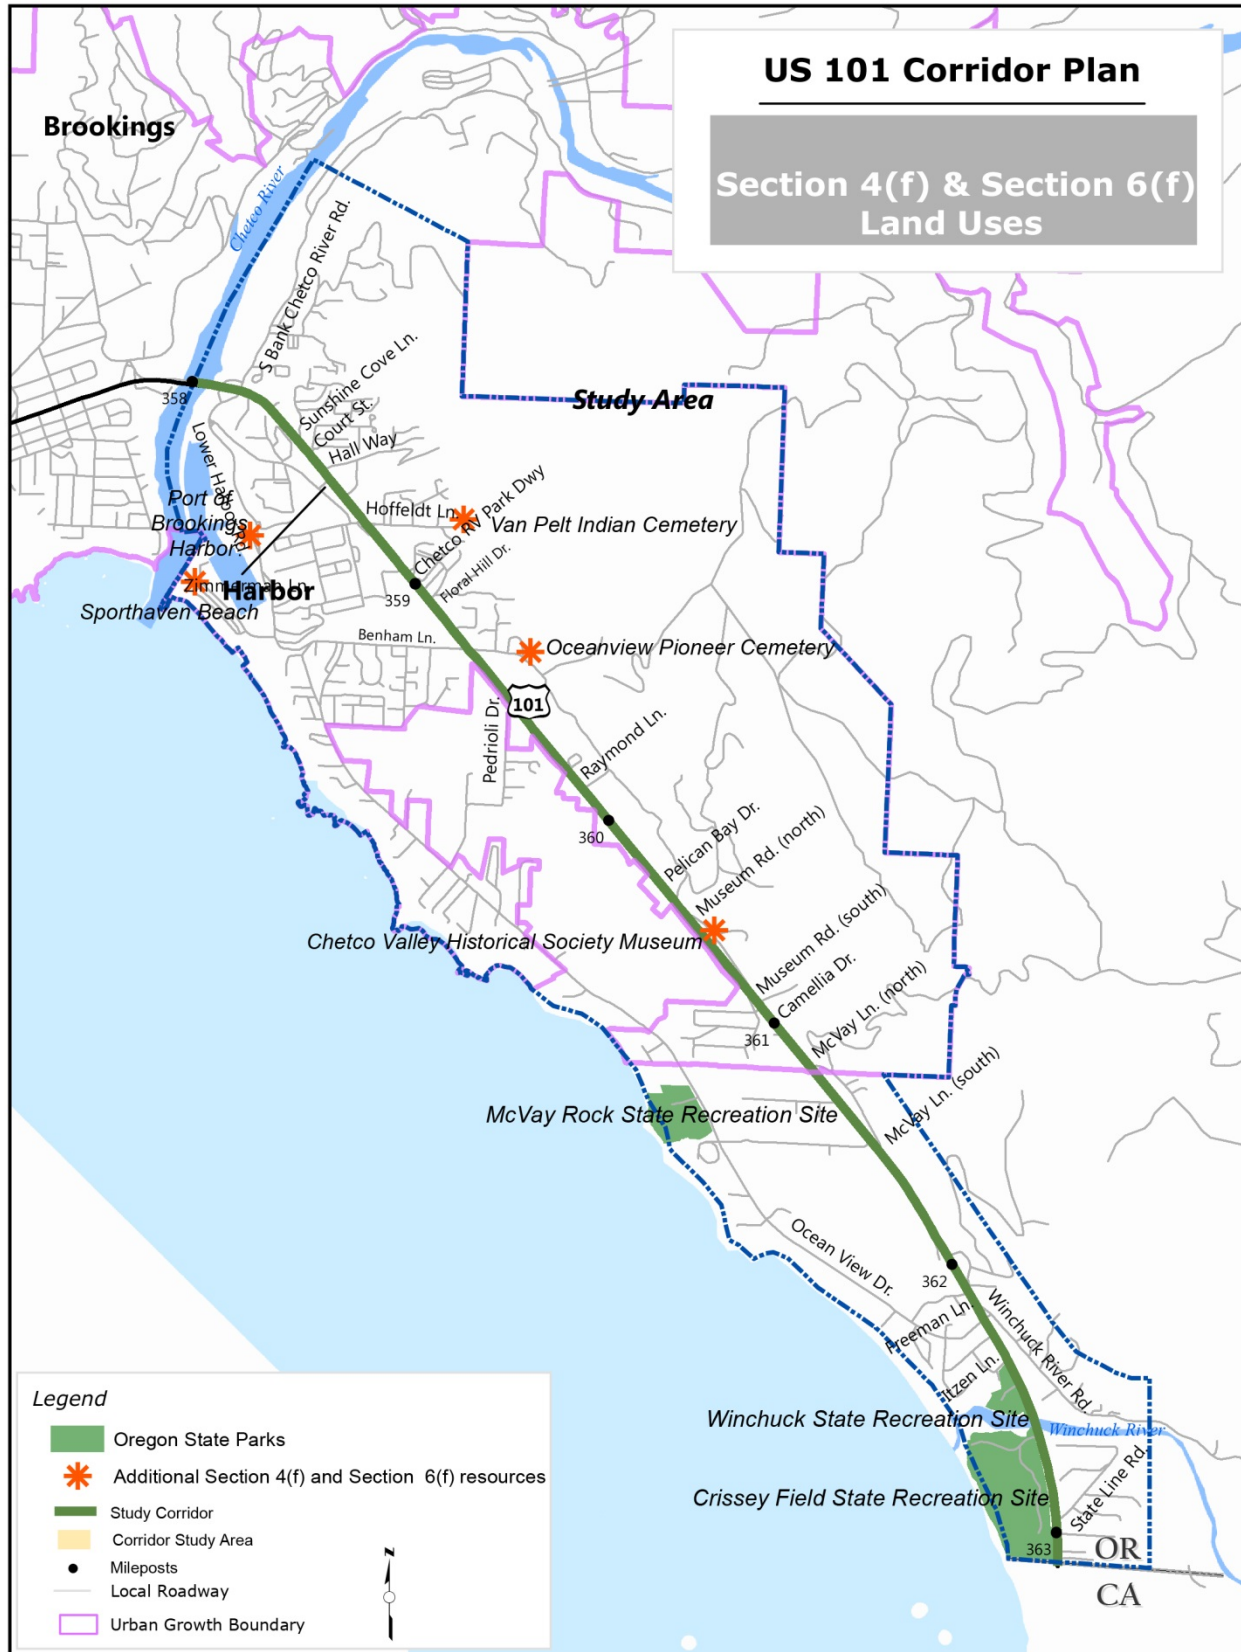 US 101 Corridor Plan
Section 4(f) & Section 6(f)
Land Uses
Brookings
Chetco River
S Bank Chetco River Rd.
Study Area
358
Sunshine Cove Ln.
Court St.
Hall Way
Lower Harbor Rd.
Port of
Brookings
Harbor
Hoffeldt Ln.
Chetco RV Park Dwy
Van Pelt Indian Cemetery
Floral Hill Dr.
Zimmerman Ln.
Harbor
359
Sporthaven Beach
Benham Ln.
Oceanview Pioneer Cemetery
101
Pedrioli Dr.
Raymond Ln.
360
Pelican Bay Dr.
Museum Rd. (north)
Chetco Valley Historical Society Museum
Museum Rd. (south)
Camellia Dr.
361
McVay Ln. (north)
McVay Ln. (south)
McVay Rock State Recreation Site
Ocean View Dr.
362
Freeman Ln.
Winchuck River Rd.
Itzen Ln.
Winchuck State Recreation Site
Winchuck River
Crissey Field State Recreation Site
State Line Rd.
363
OR
CA
Legend
Oregon State Parks
Additional Section 4(f) and Section 6(f) resources
Study Corridor
Corridor Study Area
Mileposts
Local Roadway
Urban Growth Boundary
N